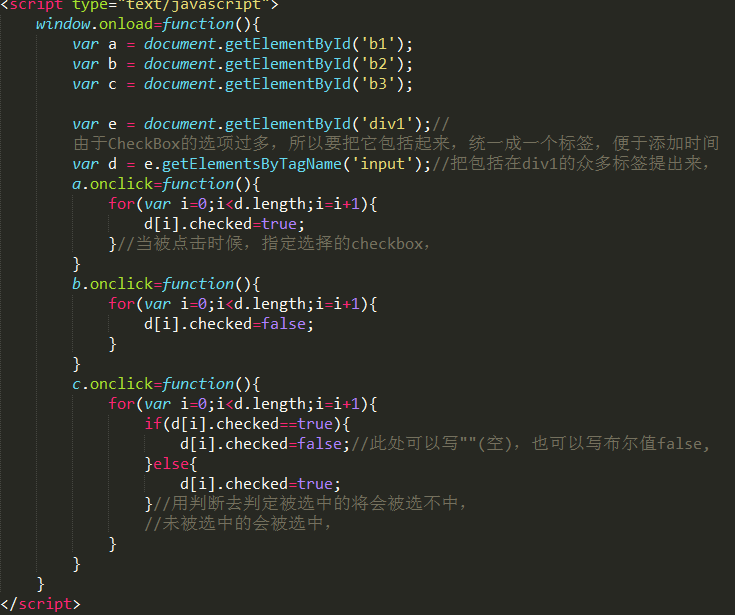 <script type="text/javascript">
window.onload=function(){
var a = document.getElementById('b1');
var b = document.getElementById('b2');
var c = document.getElementById('b3');
var e = document.getElementById('div1');//
由于CheckBox的选项过多，所以要把它包括起来，统一成一个标签，便于添加时间
var d = e.getElementsByTagName('input');//把包括在div1的众多标签提出来，
a.onclick=function(){
for(var i=0;i<d.length;i=i+1){
d[i].checked=true;
}//当被点击时候，指定选择的checkbox，
}
b.onclick=function(){
for(var i=0;i<d.length;i=i+1){
d[i].checked=false;
}
}
c.onclick=function(){
for(var i=0;i<d.length;i=i+1){
if(d[i].checked==true){
d[i].checked=false;//此处可以写""(空)，也可以写布尔值false,
}else{
d[i].checked=true;
}//用判断去判定被选中的将会被选不中，
//未被选中的会被选中，
}
}
}
</script>